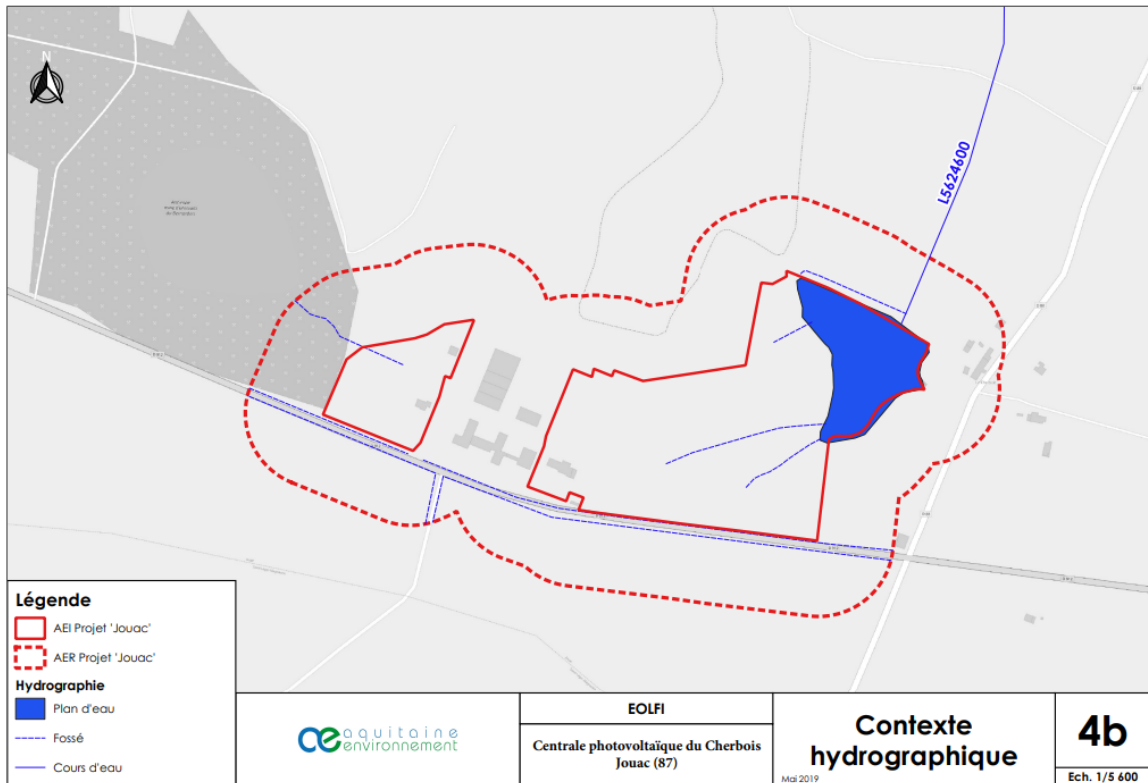 N
L5624600
Légende
AEI Projet 'Jouac'
AER Projet 'Jouac'
Hydrographie
Plan d'eau
Fossé
Cours d'eau
aquitaine
environnement
EOLFI
Centrale photovoltaïque du Cherbois
Jouac (87)
Contexte
hydrographique
Mai 2019
4b
Ech. 1/5 600